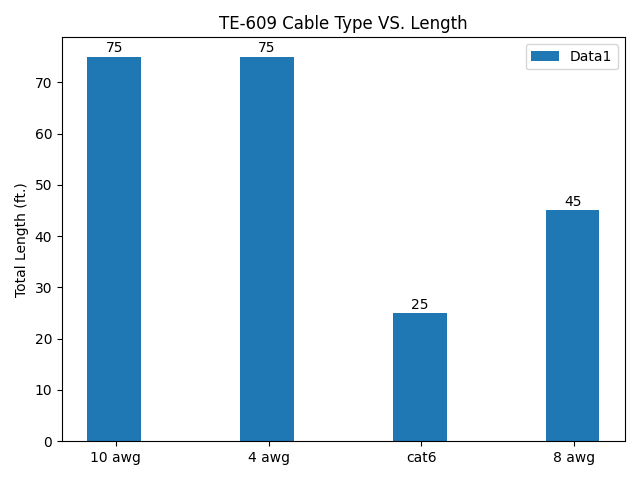 TE-609 Cable Type VS. Length
Data1
75
75
25
45
Total Length (ft.)
70
60
50
40
30
20
10
0
10 awg
4 awg
cat6
8 awg